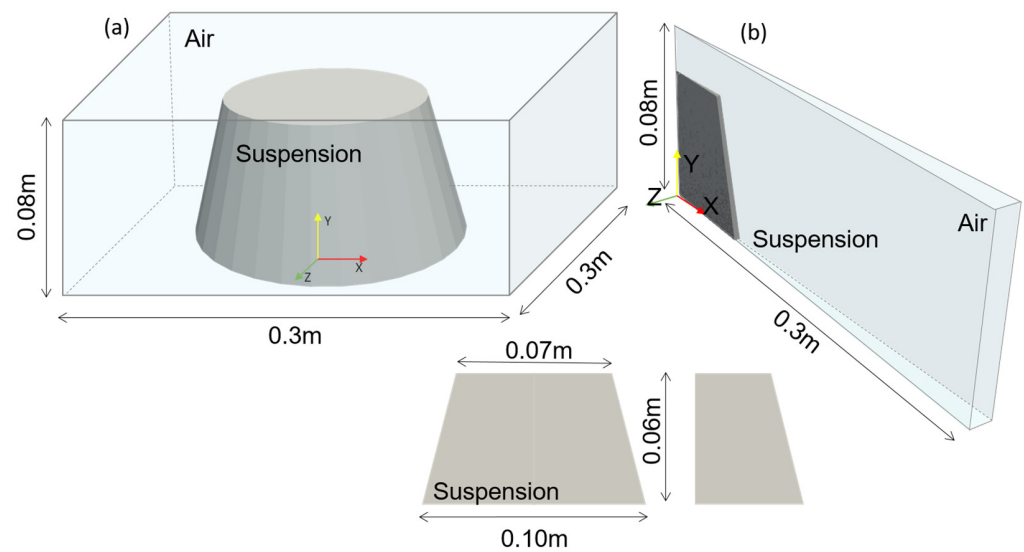 (a)
Air
Suspension
Y
X
Z
0.08m
0.3m
0.3m
(b)
0.08m
Y
Z
X
Air
Suspension
0.3m
0.07m
0.06m
Suspension
0.10m